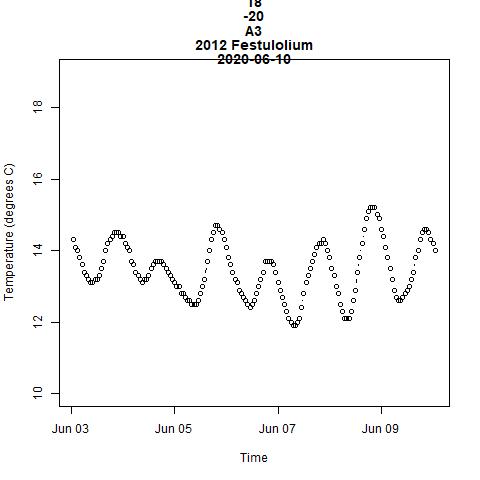 18
-20
A3
2012 Festulolium
2020-06-10
Temperature (degrees C)
18
16
14
12
10
Jun 03
Jun 05
Jun 07
Jun 09
Time